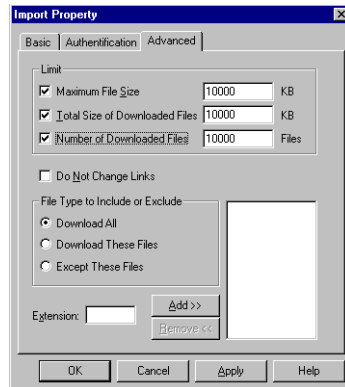 Import Property
Basic Authentification Advanced
Limit
Maximum File Size 10000 KB
Total Size of Downloaded Files 10000 KB
Number of Downloaded Files 10000 Files
Do Not Change Links
File Type to Include or Exclude
Download All
Download These Files
Except These Files
Extension: Add >>
Remove <<
OK Cancel Apply Help